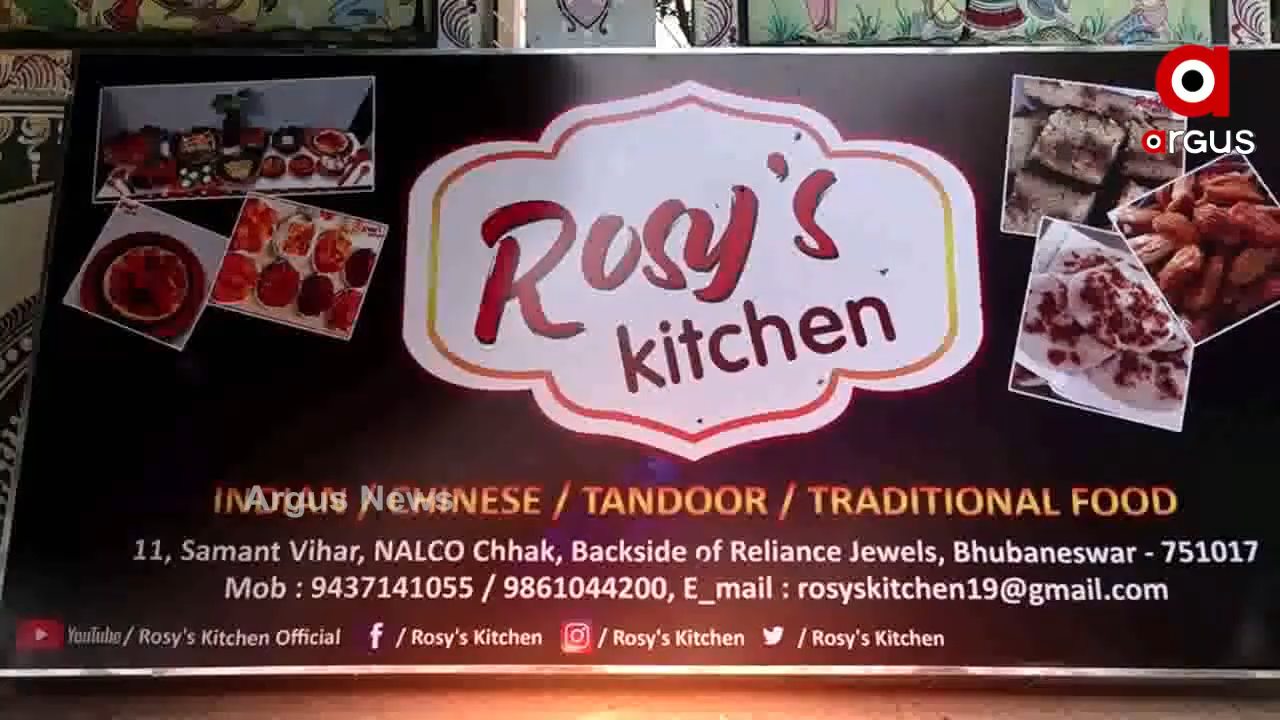 argus
Rosy's
kitchen
INDIAN / CHINESE / TANDOOR / TRADITIONAL FOOD
Argus News
11, Samant Vihar, NALCO Chhak, Backside of Reliance Jewels, Bhubaneswar - 751017
Mob : 9437141055 / 9861044200, E_mail : rosyskitchen19@gmail.com
YouTube / Rosy's Kitchen Official f / Rosy's Kitchen / Rosy's Kitchen / Rosy's Kitchen